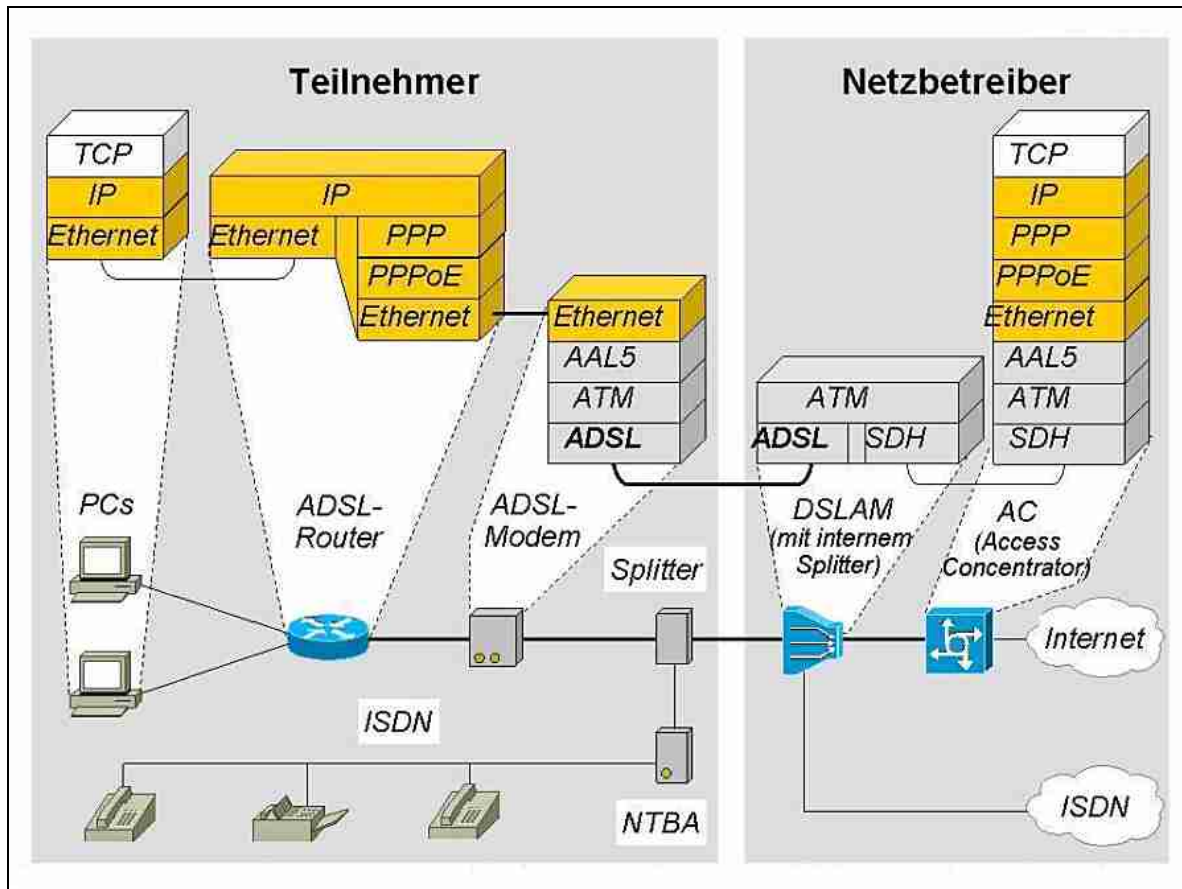 Teilnehmer
Netzbetreiber
TCP
IP
Ethernet
IP
Ethernet
PPP
PPPoE
Ethernet
Ethernet
AAL5
ATM
ADSL
ATM
ADSL
SDH
TCP
IP
PPP
PPPoE
Ethernet
AAL5
ATM
SDH
PCs
ADSL-
Router
ADSL-
Modem
Splitter
DSLAM
(mit internem
Splitter)
AC
(Access
Concentrator)
Internet
ISDN
NTBA
ISDN